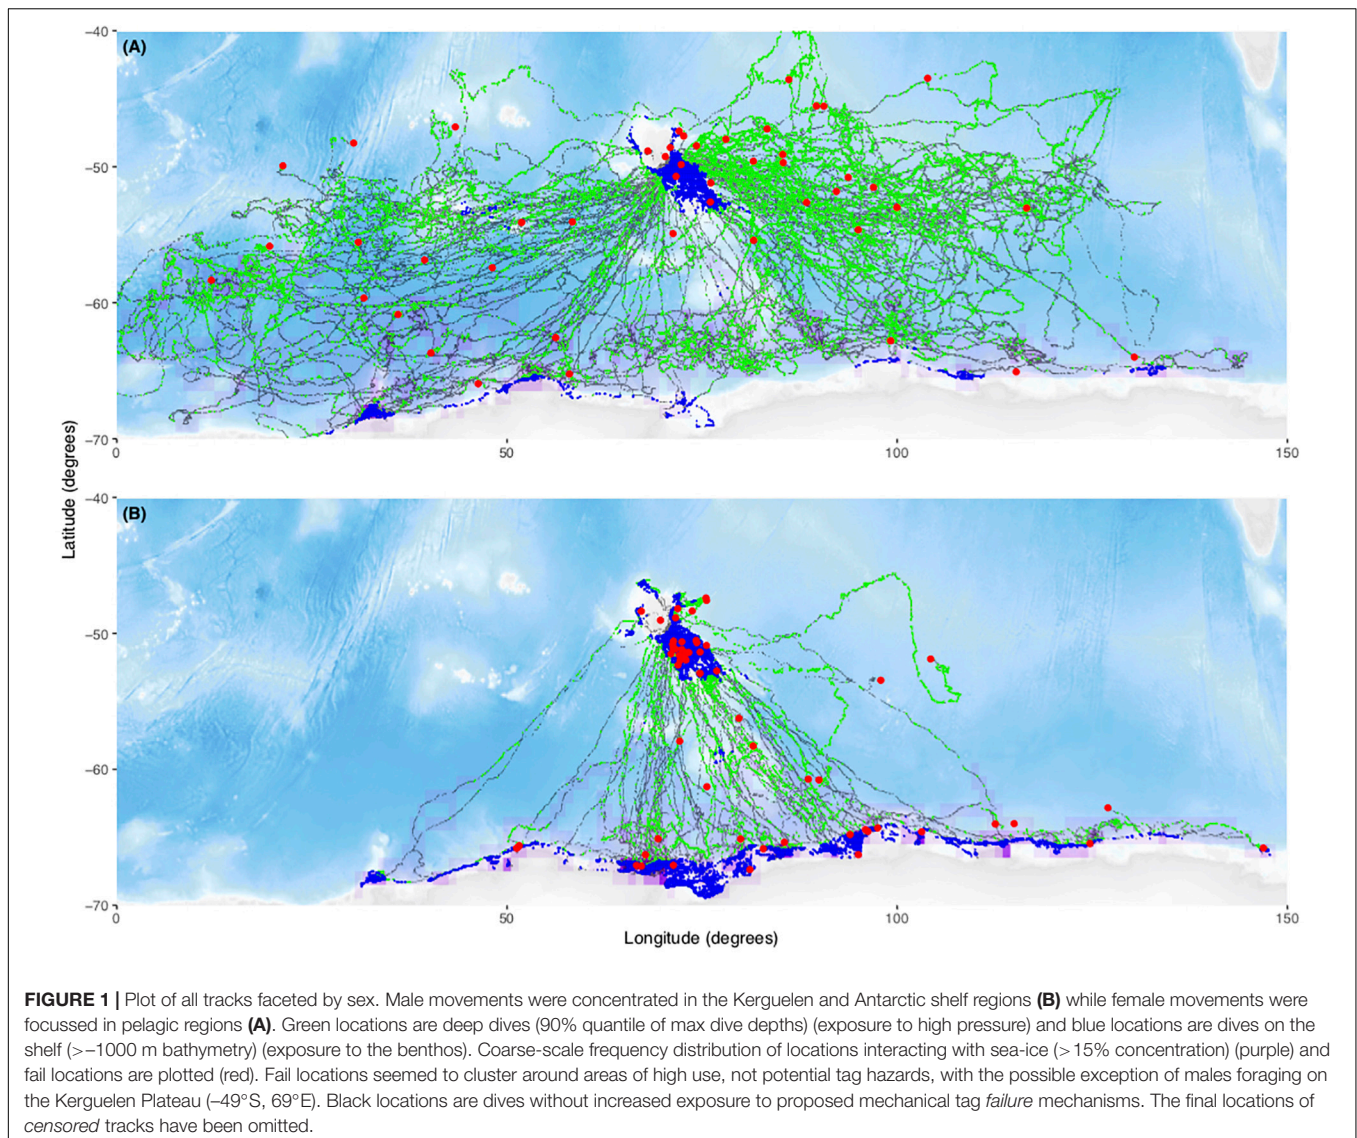 (A)
−40
−50
−60
−70
0
50
100
150
Latitude (degrees)
(B)
−40
−50
−60
−70
0
50
100
150
Longitude (degrees)
FIGURE 1 | Plot of all tracks faceted by sex. Male movements were concentrated in the Kerguelen and Antarctic shelf regions (B) while female movements were
focussed in pelagic regions (A). Green locations are deep dives (90% quantile of max dive depths) (exposure to high pressure) and blue locations are dives on the
shelf (>−1000 m bathymetry) (exposure to the benthos). Coarse-scale frequency distribution of locations interacting with sea-ice (>15% concentration) (purple) and
fail locations are plotted (red). Fail locations seemed to cluster around areas of high use, not potential tag hazards, with the possible exception of males foraging on
the Kerguelen Plateau (−49°S, 69°E). Black locations are dives without increased exposure to proposed mechanical tag failure mechanisms. The final locations of
censored tracks have been omitted.